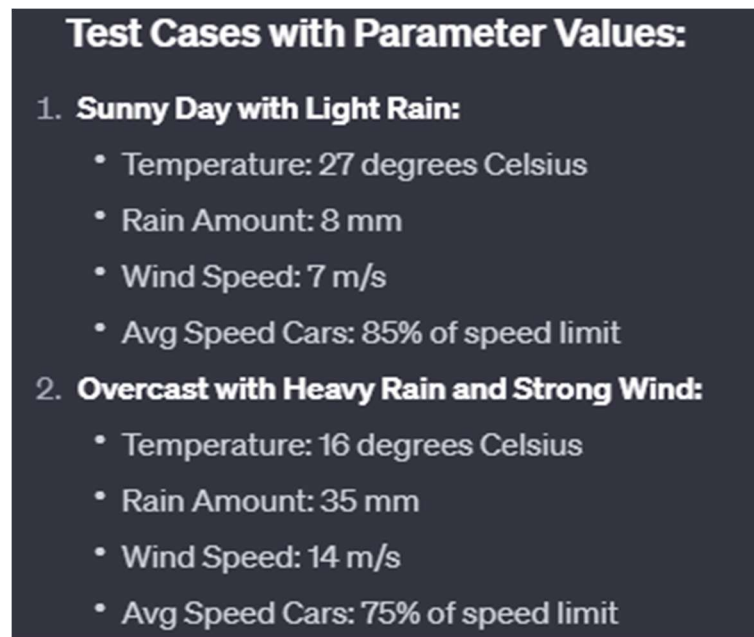 Test Cases with Parameter Values:
1. Sunny Day with Light Rain:
• Temperature: 27 degrees Celsius
• Rain Amount: 8 mm
• Wind Speed: 7 m/s
• Avg Speed Cars: 85% of speed limit
2. Overcast with Heavy Rain and Strong Wind:
• Temperature: 16 degrees Celsius
• Rain Amount: 35 mm
• Wind Speed: 14 m/s
• Avg Speed Cars: 75% of speed limit